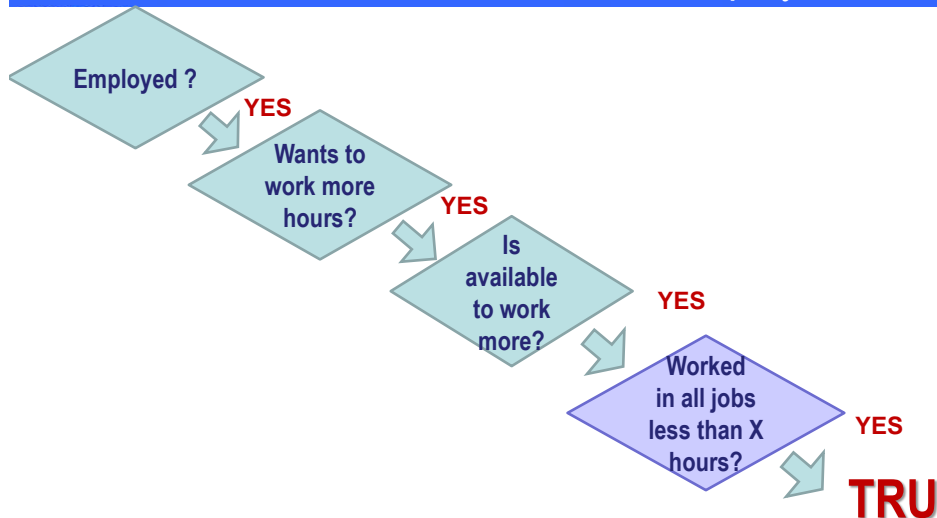 Employed ?
YES
Wants to
work more
hours?
YES
Is
available
to work
more?
YES
Worked
in all jobs
less than X
hours?
YES
TRU